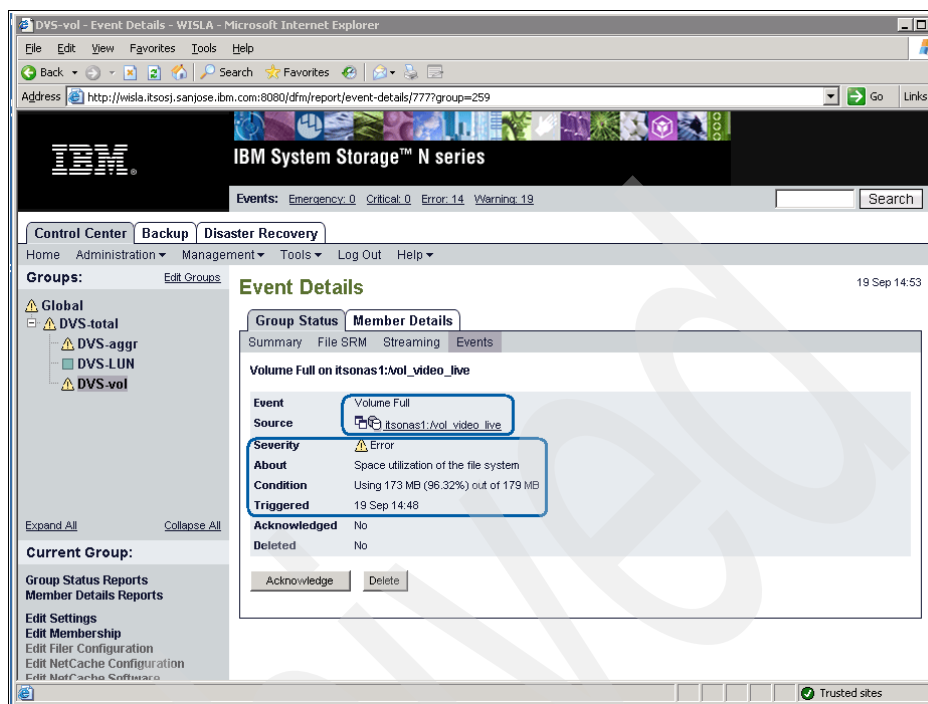 DVS-vol - Event Details - WISLA - Microsoft Internet Explorer
File Edit View Favorites Tools Help
Back Search Favorites
Address http://wisla.itsosj.sanjose.ibm.com:8080/dfm/report/event-details/777?group=259 Go Links
IBM®
IBM System Storage™ N series
Events: Emergency: 0 Critical: 0 Error: 14 Warning: 19 Search
Control Center Backup Disaster Recovery
Home Administration Management Tools Log Out Help
Groups: Edit Groups
Global
DVS-total
DVS-aggr
DVS-LUN
DVS-vol
Expand All Collapse All
Current Group:
Group Status Reports
Member Details Reports
Edit Settings
Edit Membership
Edit Filer Configuration
Edit NetCache Configuration
Edit NetCache Software
Event Details 19 Sep 14:53
Group Status Member Details
Summary File SRM Streaming Events
Volume Full on itsonas1:/vol_video_live
Event Volume Full
Source itsonas1:/vol_video_live
Severity Error
About Space utilization of the file system
Condition Using 173 MB (96.32%) out of 179 MB
Triggered 19 Sep 14:48
Acknowledged No
Deleted No
Acknowledge Delete
Trusted sites